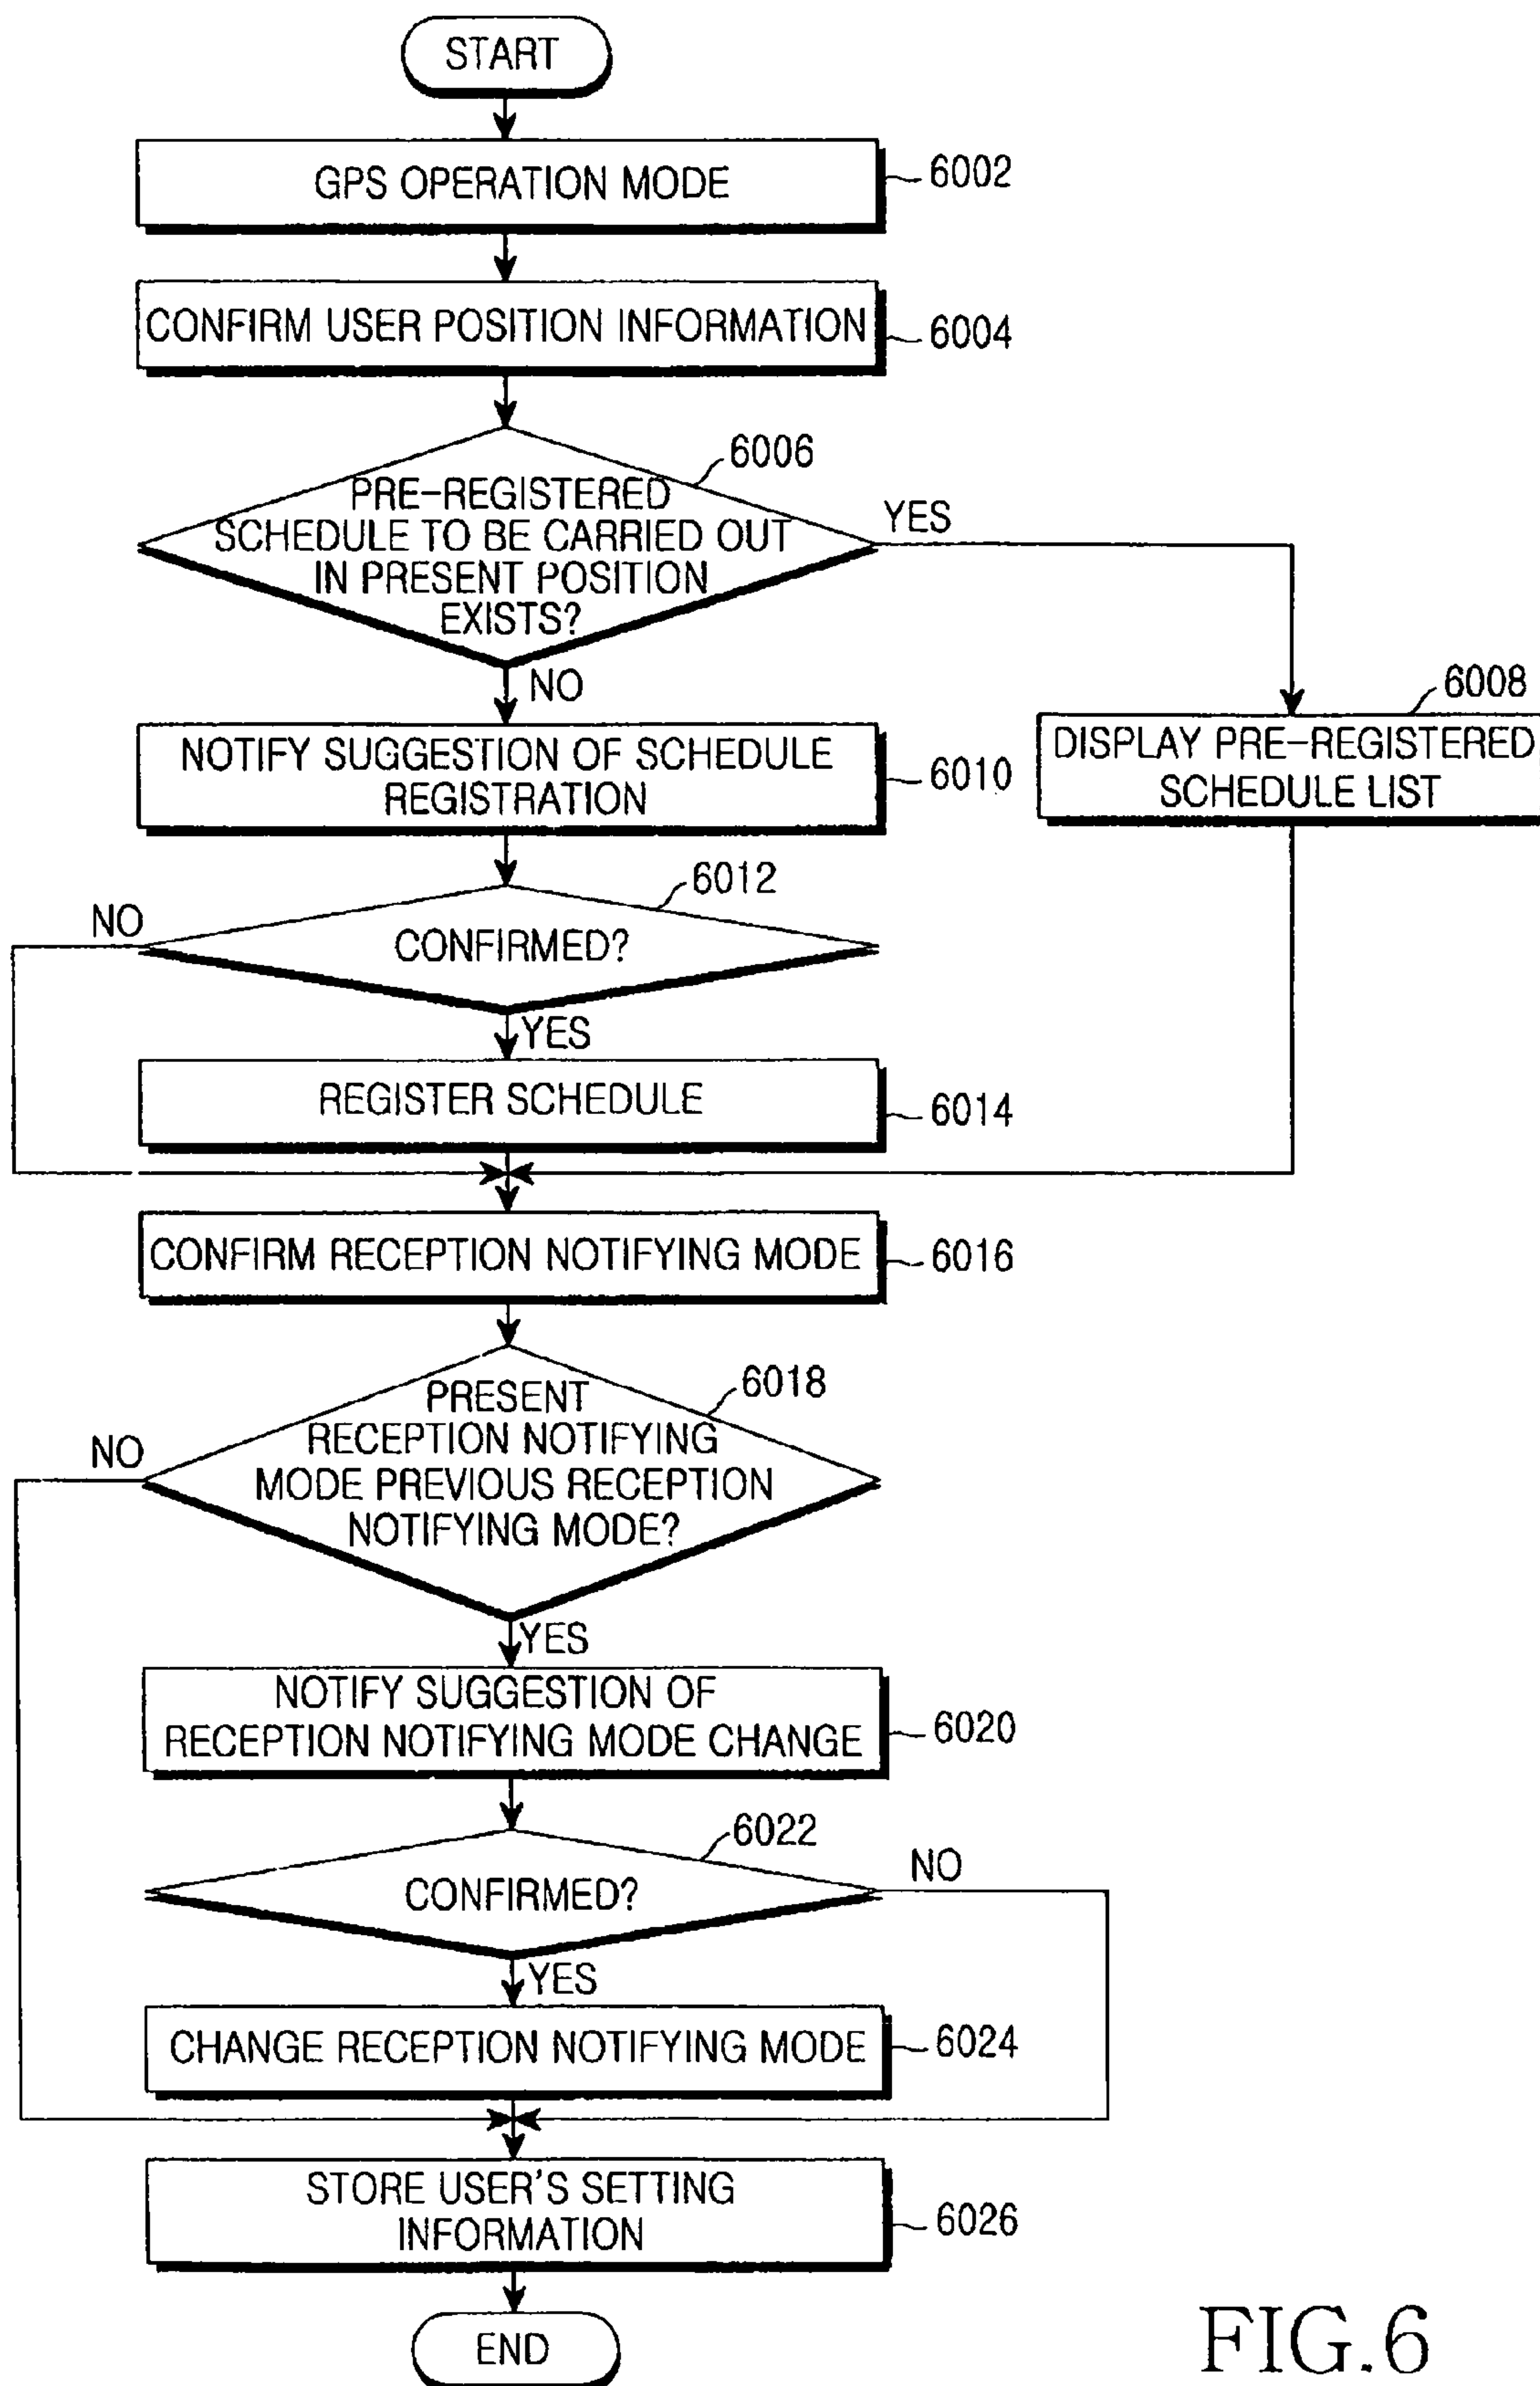 START
GPS OPERATION MODE
6002
CONFIRM USER POSITION INFORMATION
6004
6006
PRE-REGISTERED
SCHEDULE TO BE CARRIED OUT
IN PRESENT POSITION
EXISTS?
YES
NO
6008
DISPLAY PRE-REGISTERED
SCHEDULE LIST
NOTIFY SUGGESTION OF SCHEDULE
REGISTRATION
6010
6012
NO
CONFIRMED?
YES
REGISTER SCHEDULE
6014
CONFIRM RECEPTION NOTIFYING MODE
6016
6018
PRESENT
RECEPTION NOTIFYING
MODE PREVIOUS RECEPTION
NOTIFYING MODE?
NO
YES
NOTIFY SUGGESTION OF
RECEPTION NOTIFYING MODE CHANGE
6020
6022
CONFIRMED?
NO
YES
CHANGE RECEPTION NOTIFYING MODE
6024
STORE USER'S SETTING
INFORMATION
6026
END
FIG.6